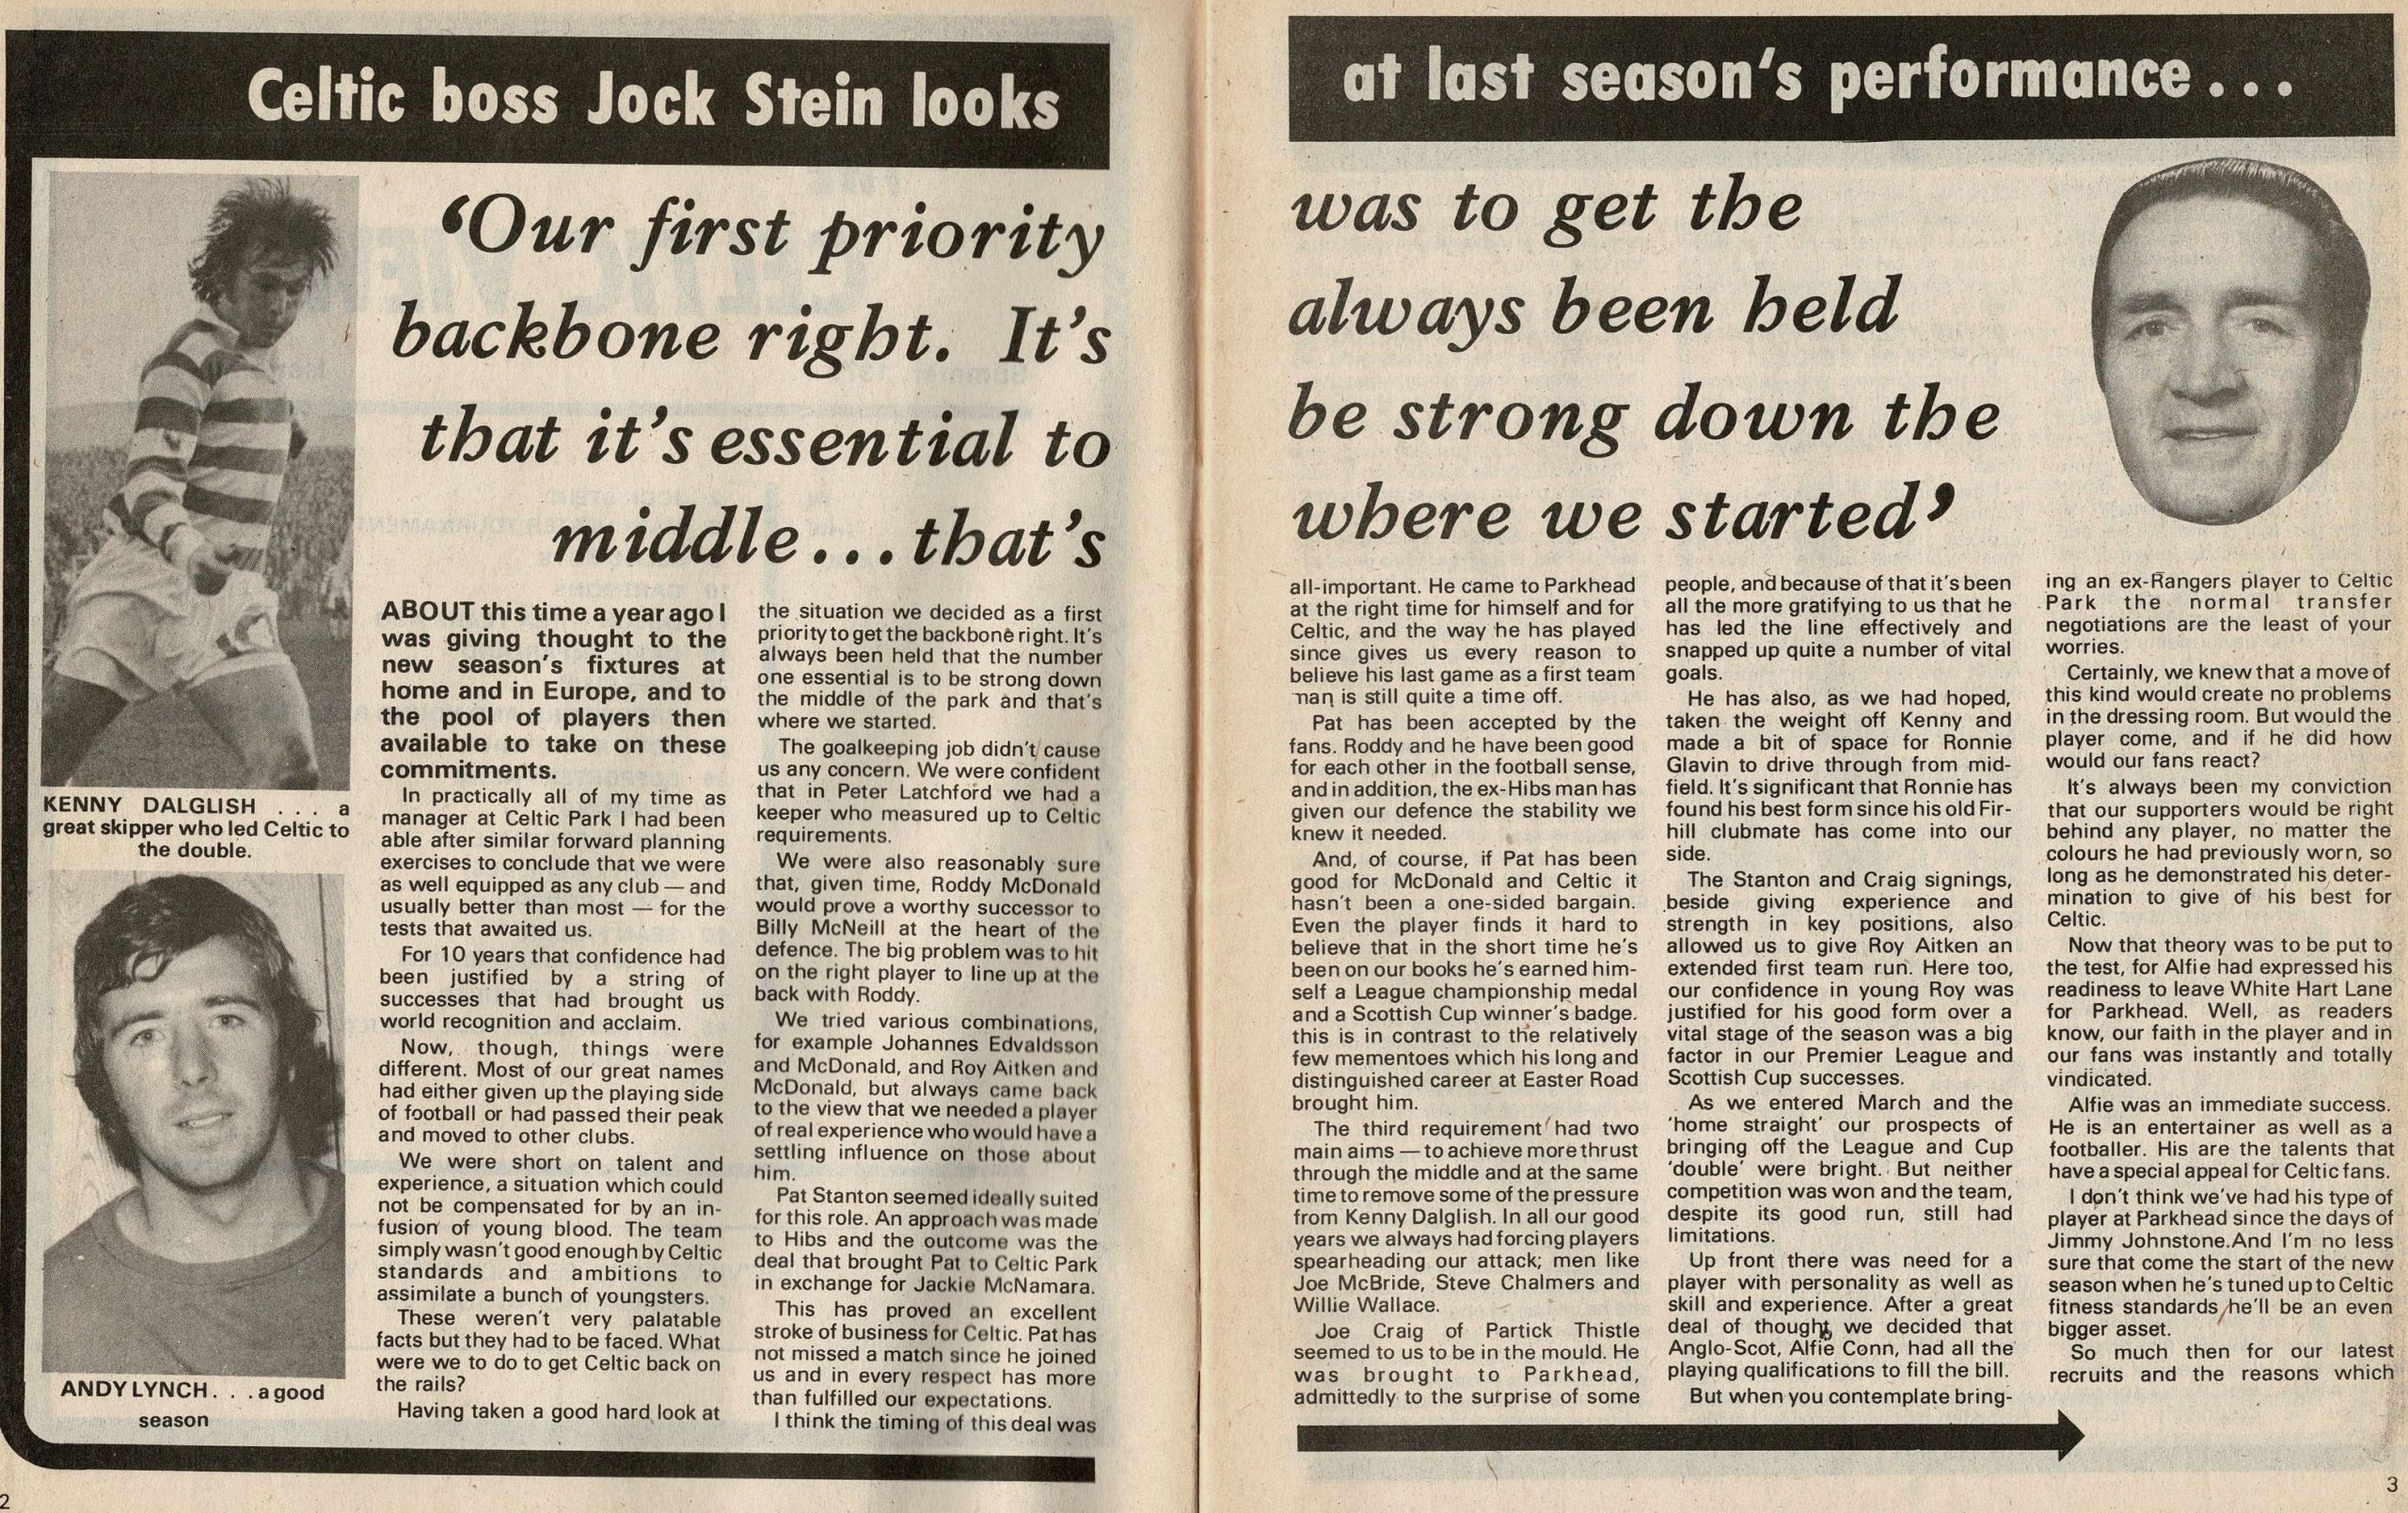 Celtic boss Jock Stein looks
at last season's performance...
'Our first priority
was to get the
backbone right. It's
always been held
that it's essential to
be strong down the
middle...that's
where we started'
KENNY DALGLISH . . . a
great skipper who led Celtic to
the double.
ANDY LYNCH. . . a good
season
ABOUT this time a year ago I
was giving thought to the
new season's fixtures at
home and in Europe, and to
the pool of players then
available to take on these
commitments.
In practically all of my time as
manager at Celtic Park I had been
able after similar forward planning
exercises to conclude that we were
as well equipped as any club — and
usually better than most — for the
tests that awaited us.
For 10 years that confidence had
been justified by a string of
successes that had brought us
world recognition and acclaim.
Now, though, things were
different. Most of our great names
had either given up the playing side
of football or had passed their peak
and moved to other clubs.
We were short on talent and
experience, a situation which could
not be compensated for by an in-
fusion of young blood. The team
simply wasn't good enough by Celtic
standards and ambitions to
assimilate a bunch of youngsters.
These weren't very palatable
facts but they had to be faced. What
were we to do to get Celtic back on
the rails?
Having taken a good hard look at
the situation we decided as a first
priority to get the backbone right. It's
always been held that the number
one essential is to be strong down
the middle of the park and that's
where we started.
The goalkeeping job didn't cause
us any concern. We were confident
that in Peter Latchford we had a
keeper who measured up to Celtic
requirements.
We were also reasonably sure
that, given time, Roddy McDonald
would prove a worthy successor to
Billy McNeill at the heart of the
defence. The big problem was to hit
on the right player to line up at the
back with Roddy.
We tried various combinations,
for example Johannes Edvaldsson
and McDonald, and Roy Aitken and
McDonald, but always came back
to the view that we needed a player
of real experience who would have a
settling influence on those about
him.
Pat Stanton seemed ideally suited
for this role. An approach was made
to Hibs and the outcome was the
deal that brought Pat to Celtic Park
in exchange for Jackie McNamara.
This has proved an excellent
stroke of business for Celtic. Pat has
not missed a match since he joined
us and in every respect has more
than fulfilled our expectations.
I think the timing of this deal was
all-important. He came to Parkhead
at the right time for himself and for
Celtic, and the way he has played
since gives us every reason to
believe his last game as a first team
man is still quite a time off.
Pat has been accepted by the
fans. Roddy and he have been good
for each other in the football sense,
and in addition, the ex-Hibs man has
given our defence the stability we
knew it needed.
And, of course, if Pat has been
good for McDonald and Celtic it
hasn't been a one-sided bargain.
Even the player finds it hard to
believe that in the short time he's
been on our books he's earned him-
self a League championship medal
and a Scottish Cup winner's badge.
this is in contrast to the relatively
few mementoes which his long and
distinguished career at Easter Road
brought him.
The third requirement had two
main aims — to achieve more thrust
through the middle and at the same
time to remove some of the pressure
from Kenny Dalglish. In all our good
years we always had forcing players
spearheading our attack; men like
Joe McBride, Steve Chalmers and
Willie Wallace.
Joe Craig of Partick Thistle
seemed to us to be in the mould. He
was brought to Parkhead,
admittedly to the surprise of some
people, and because of that it's been
all the more gratifying to us that he
has led the line effectively and
snapped up quite a number of vital
goals.
He has also, as we had hoped,
taken the weight off Kenny and
made a bit of space for Ronnie
Glavin to drive through from mid-
field. It's significant that Ronnie has
found his best form since his old Fir-
hill clubmate has come into our
side.
The Stanton and Craig signings,
beside giving experience and
strength in key positions, also
allowed us to give Roy Aitken an
extended first team run. Here too,
our confidence in young Roy was
justified for his good form over a
vital stage of the season was a big
factor in our Premier League and
Scottish Cup successes.
As we entered March and the
'home straight' our prospects of
bringing off the League and Cup
'double' were bright. But neither
competition was won and the team,
despite its good run, still had
limitations.
Up front there was need for a
player with personality as well as
skill and experience. After a great
deal of thought we decided that
Anglo-Scot, Alfie Conn, had all the
playing qualifications to fill the bill.
But when you contemplate bring-
ing an ex-Rangers player to Celtic
Park the normal transfer
negotiations are the least of your
worries.
Certainly, we knew that a move of
this kind would create no problems
in the dressing room. But would the
player come, and if he did how
would our fans react?
It's always been my conviction
that our supporters would be right
behind any player, no matter the
colours he had previously worn, so
long as he demonstrated his deter-
mination to give of his best for
Celtic.
Now that theory was to be put to
the test, for Alfie had expressed his
readiness to leave White Hart Lane
for Parkhead. Well, as readers
know, our faith in the player and in
our fans was instantly and totally
vindicated.
Alfie was an immediate success.
He is an entertainer as well as a
footballer. His are the talents that
have a special appeal for Celtic fans.
I don't think we've had his type of
player at Parkhead since the days of
Jimmy Johnstone.And I'm no less
sure that come the start of the new
season when he's tuned up to Celtic
fitness standards he'll be an even
bigger asset.
So much then for our latest
recruits and the reasons which
2
3